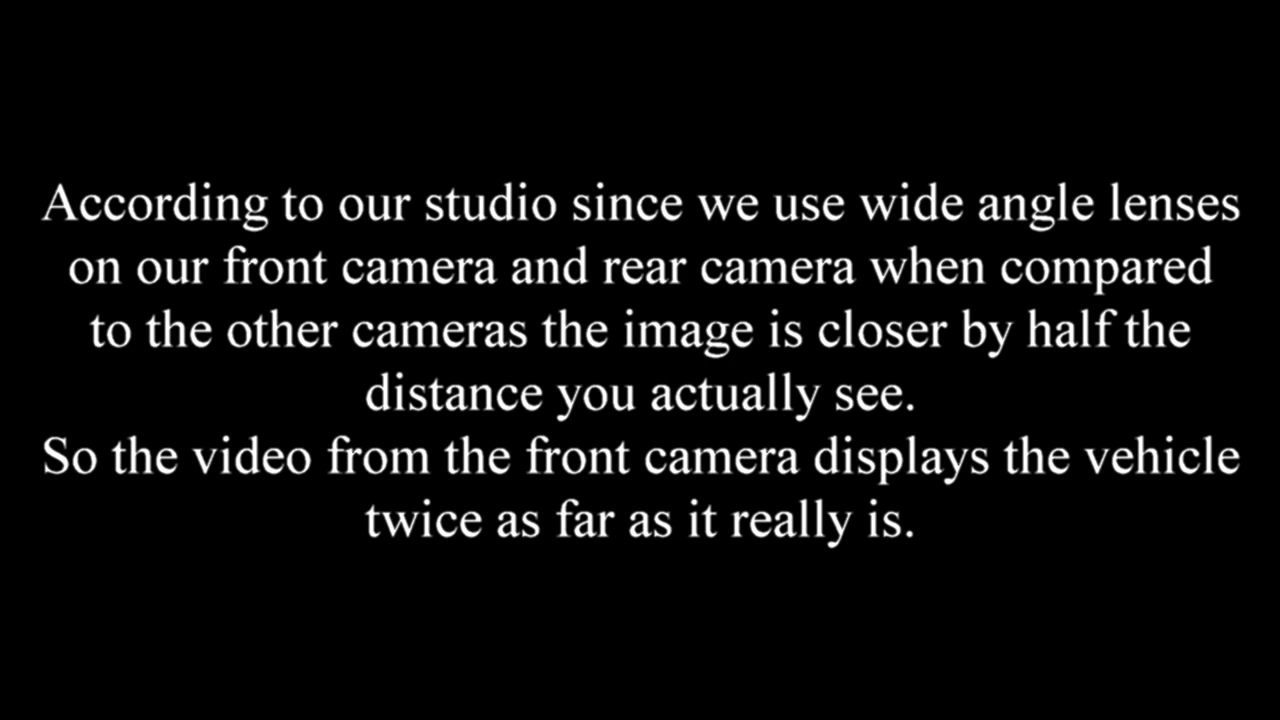 According to our studio since we use wide angle lenses
on our front camera and rear camera when compared
to the other cameras the image is closer by half the
distance you actually see.
So the video from the front camera displays the vehicle
twice as far as it really is.